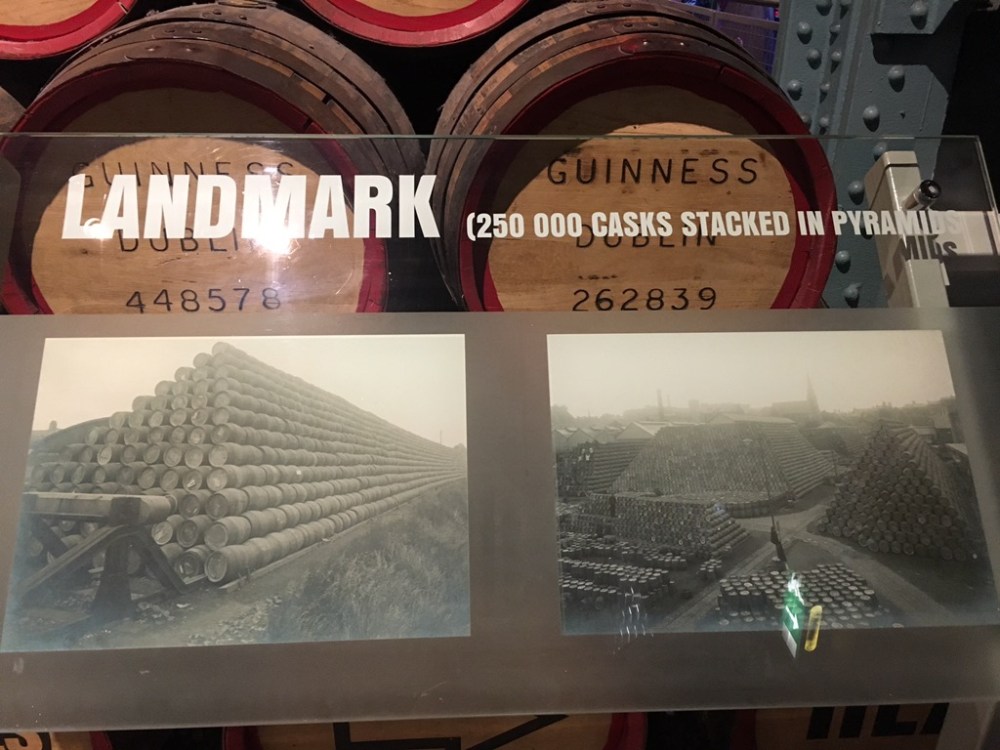 GUINNESS
DUBLIN
448578
GUINNESS
DUBLIN
262839
LANDMARK
(250 000 CASKS STACKED IN PYRAMIDS